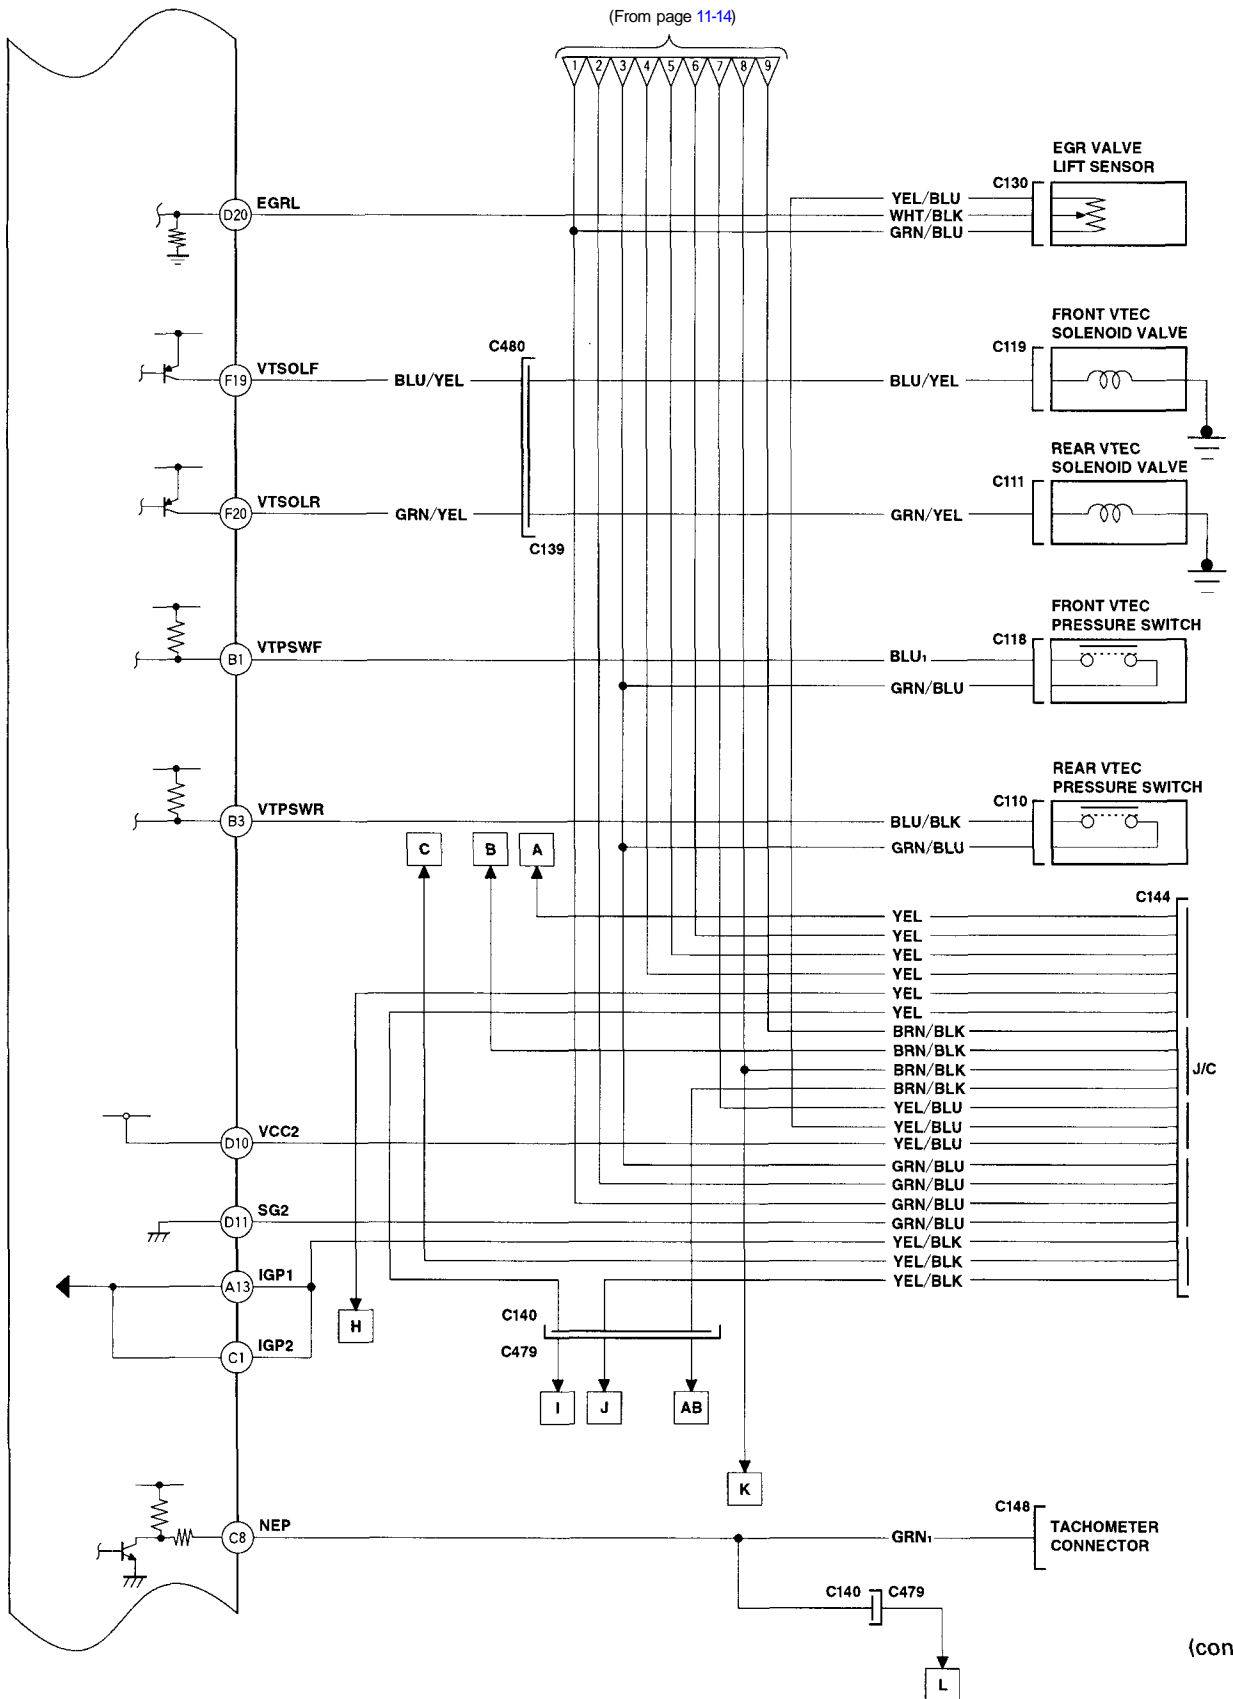 (From page 11-14)
1 2 3 4 5 6 7 8 9
EGR VALVE
LIFT SENSOR
C130
YEL/BLU
D20 EGRL
WHT/BLK
GRN/BLU
FRONT VTEC
SOLENOID VALVE
C480
C119
F19 VTSOLF
BLU/YEL
BLU/YEL
REAR VTEC
SOLENOID VALVE
C111
F20 VTSOLR
GRN/YEL
GRN/YEL
C139
FRONT VTEC
PRESSURE SWITCH
C118
B1 VTPSWF
BLU1
GRN/BLU
REAR VTEC
PRESSURE SWITCH
C110
B3 VTPSWR
BLU/BLK
GRN/BLU
C B A
C144
YEL
YEL
YEL
YEL
YEL
YEL
BRN/BLK
BRN/BLK
BRN/BLK
J/C
BRN/BLK
YEL/BLU
YEL/BLU
D10 VCC2
YEL/BLU
GRN/BLU
GRN/BLU
GRN/BLU
D11 SG2
GRN/BLU
YEL/BLK
YEL/BLK
A13 IGP1
YEL/BLK
H
C140
C1 IGP2
C479
I J AB
K
C8 NEP
GRN1
C148
TACHOMETER
CONNECTOR
C140 C479
L
(con